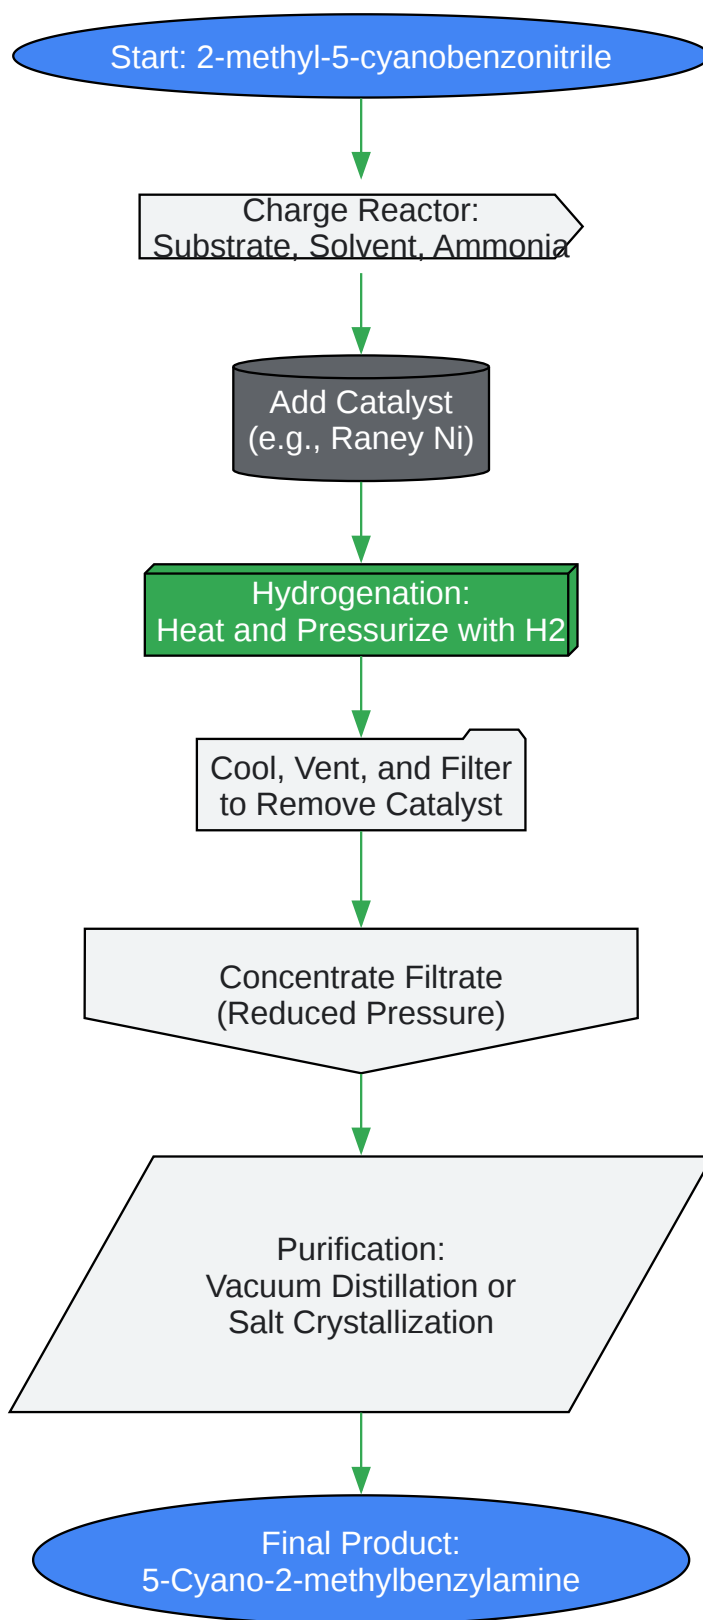 Start: 2-methyl-5-cyanobenzonitrile
Charge Reactor:
Substrate, Solvent, Ammonia
Add Catalyst
(e.g., Raney Ni)
Hydrogenation:
Heat and Pressurize with H2
Cool, Vent, and Filter
to Remove Catalyst
Concentrate Filtrate
(Reduced Pressure)
Purification:
Vacuum Distillation or
Salt Crystallization
Final Product:
5-Cyano-2-methylbenzylamine